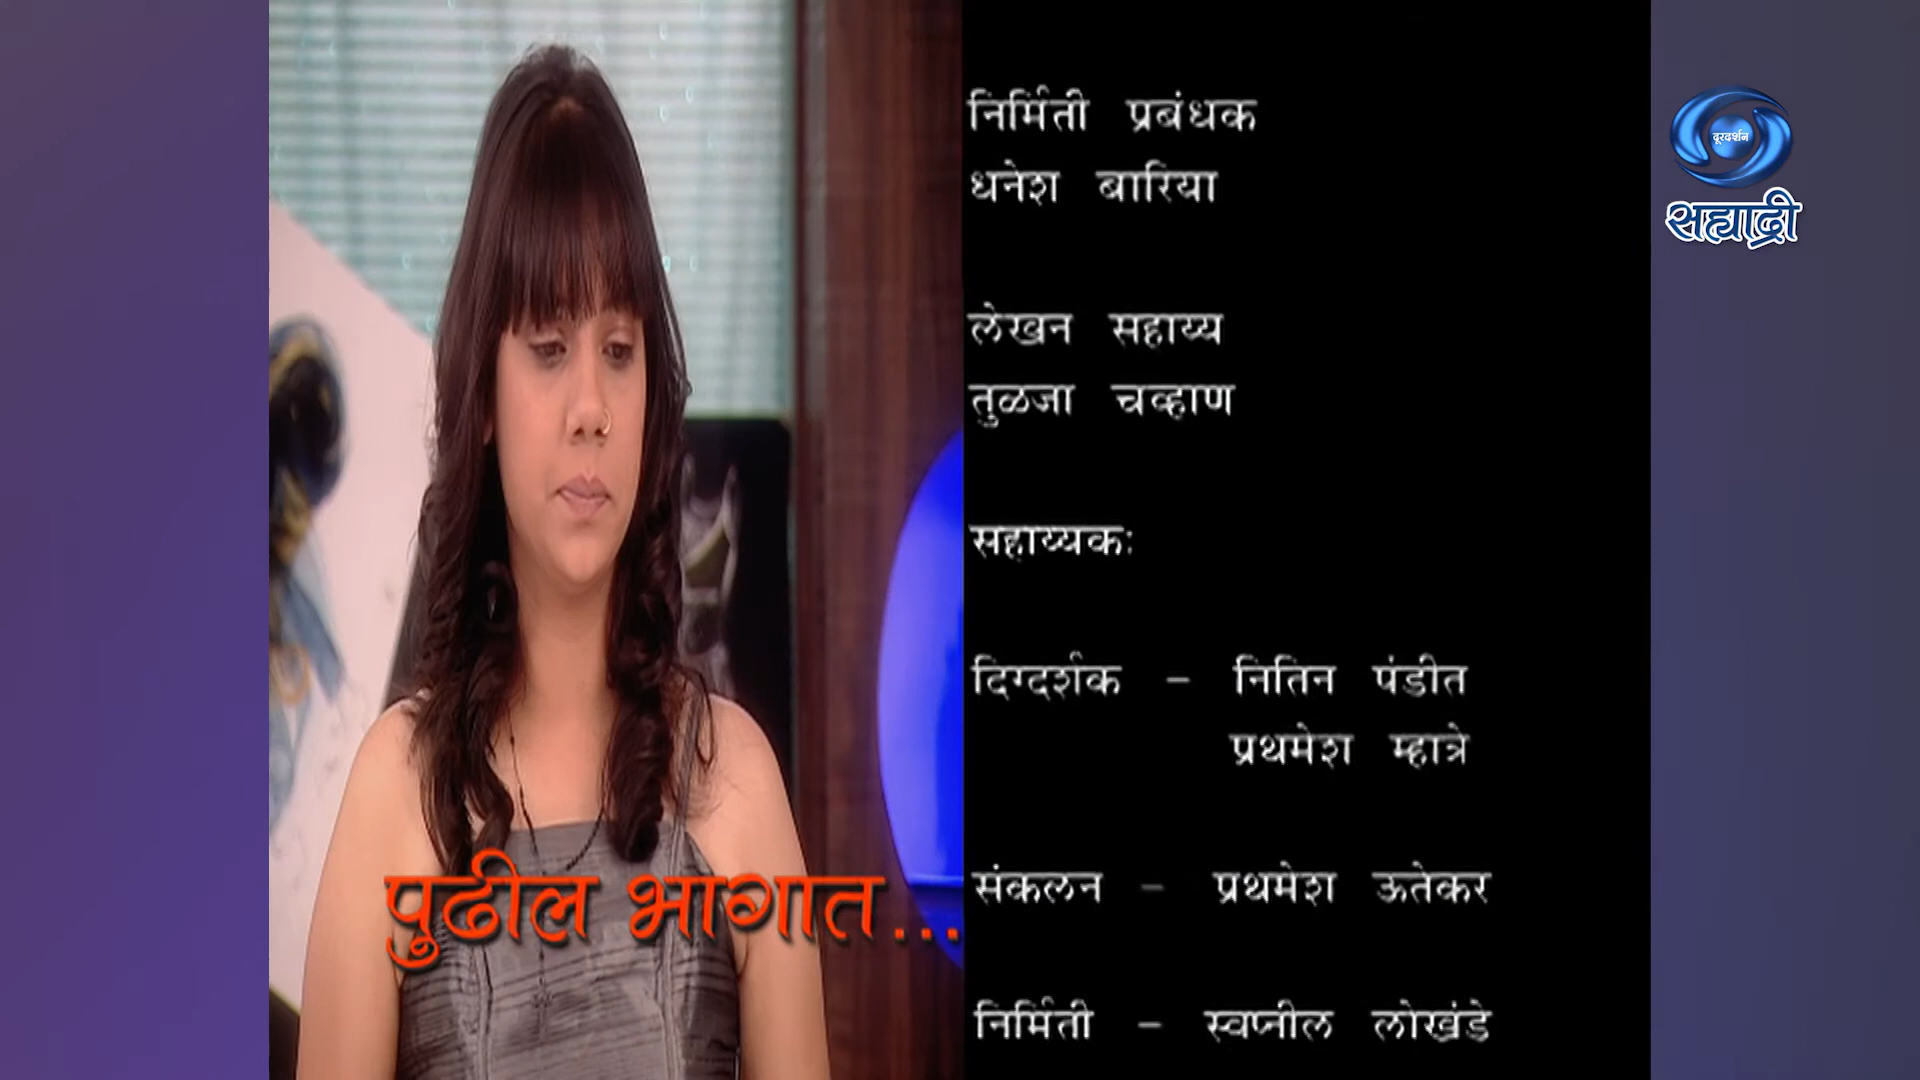 निर्मिती प्रबंधक
धनेश बारिया
लेखन सहाय्य
तुळजा चव्हाण
सहाय्यकः
दिग्दर्शक - नितिन पंडीत
प्रथमेश म्हात्रे
संकलन - प्रथमेश ऊतेकर
निर्मिती - स्वप्नील लोखंडे
पुढील भागात...
दूरदर्शन
सह्याद्री